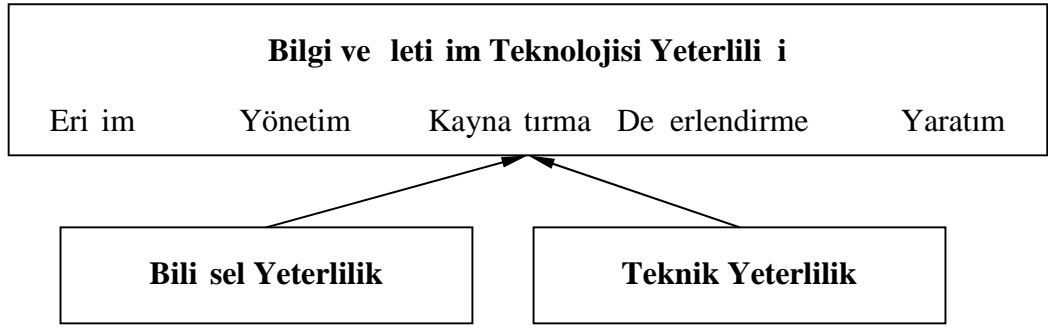 Bilgi ve leti im Teknolojisi Yeterlili i
Eri im Yönetim Kayna tırma De erlendirme Yaratım
Bili sel Yeterlilik Teknik Yeterlilik